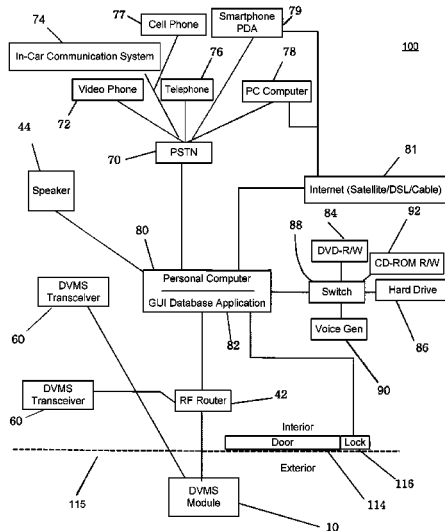 77
Cell Phone
Smartphone
PDA
79
74
In-Car Communication System
76
78
100
Video Phone
Telephone
PC Computer
72
44
70
PSTN
81
Speaker
Internet (Satellite/DSL/Cable)
84
92
80
88
DVD-R/W
CD-ROM R/W
Personal Computer
GUI Database Application
Switch
Hard Drive
DVMS
Transceiver
82
Voice Gen
86
60
90
DVMS
Transceiver
RF Router
42
60
Interior
Door
Lock
Exterior
116
115
114
DVMS
Module
10